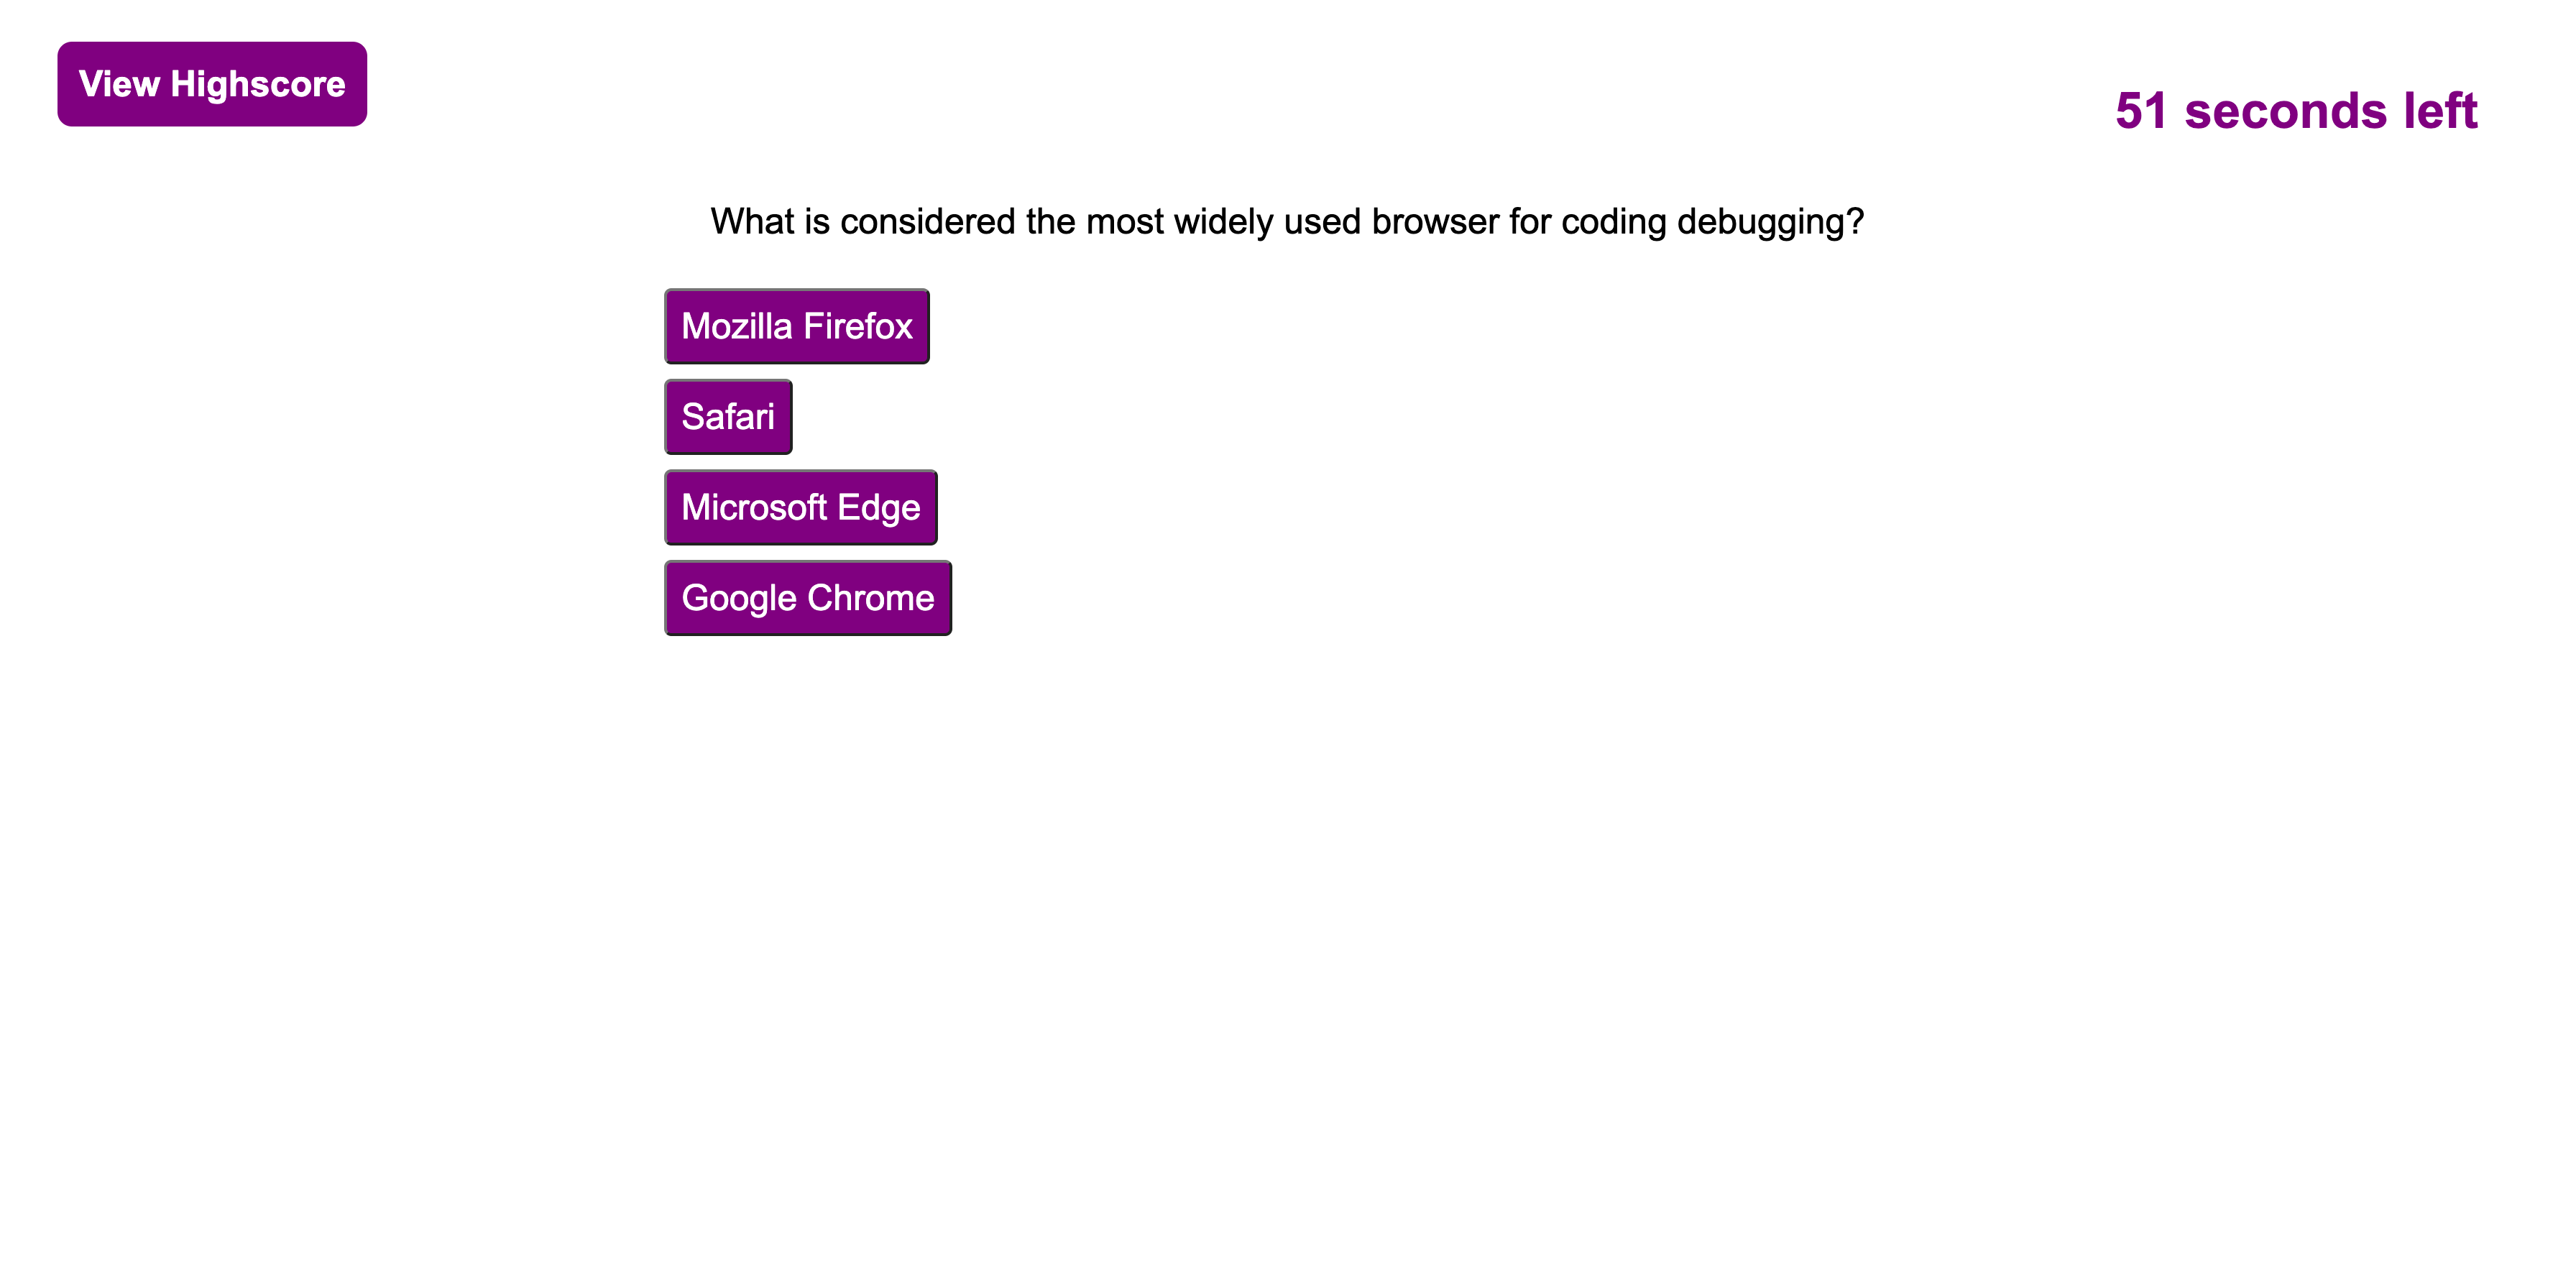 View Highscore
51 seconds left
What is considered the most widely used browser for coding debugging?
Mozilla Firefox
Safari
Microsoft Edge
Google Chrome